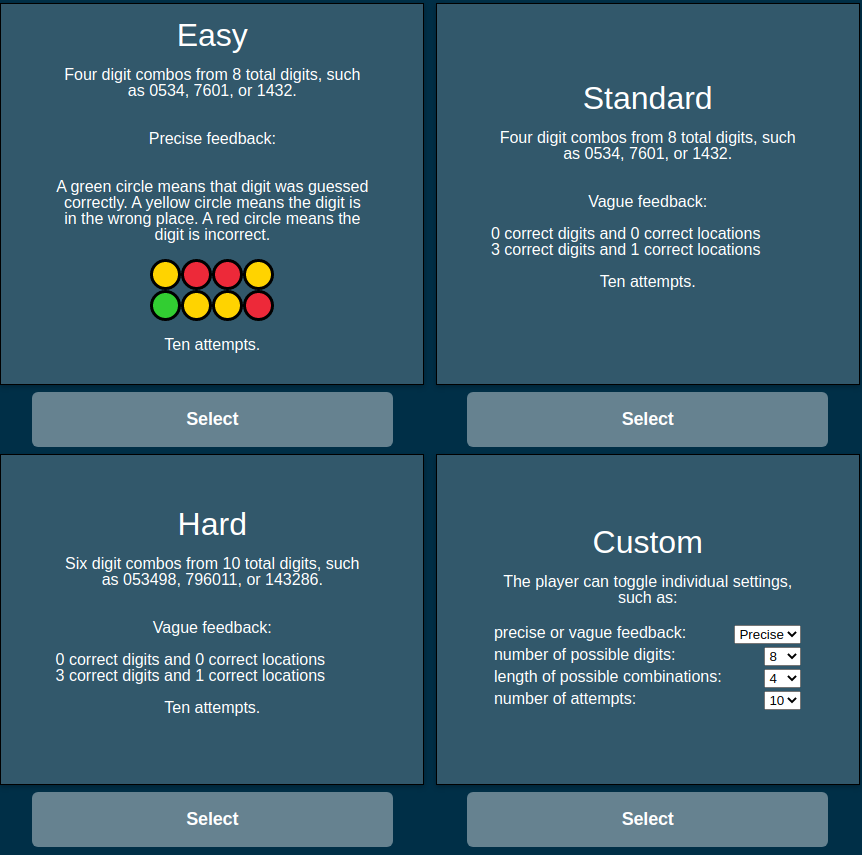 Easy
Four digit combos from 8 total digits, such
as 0534, 7601, or 1432.
Precise feedback:
A green circle means that digit was guessed
correctly. A yellow circle means the digit is
in the wrong place. A red circle means the
digit is incorrect.
Ten attempts.
Select
Standard
Four digit combos from 8 total digits, such
as 0534, 7601, or 1432.
Vague feedback:
0 correct digits and 0 correct locations
3 correct digits and 1 correct locations
Ten attempts.
Select
Hard
Six digit combos from 10 total digits, such
as 053498, 796011, or 143286.
Vague feedback:
0 correct digits and 0 correct locations
3 correct digits and 1 correct locations
Ten attempts.
Select
Custom
The player can toggle individual settings,
such as:
precise or vague feedback: Precise
number of possible digits: 8
length of possible combinations: 4
number of attempts: 10
Select